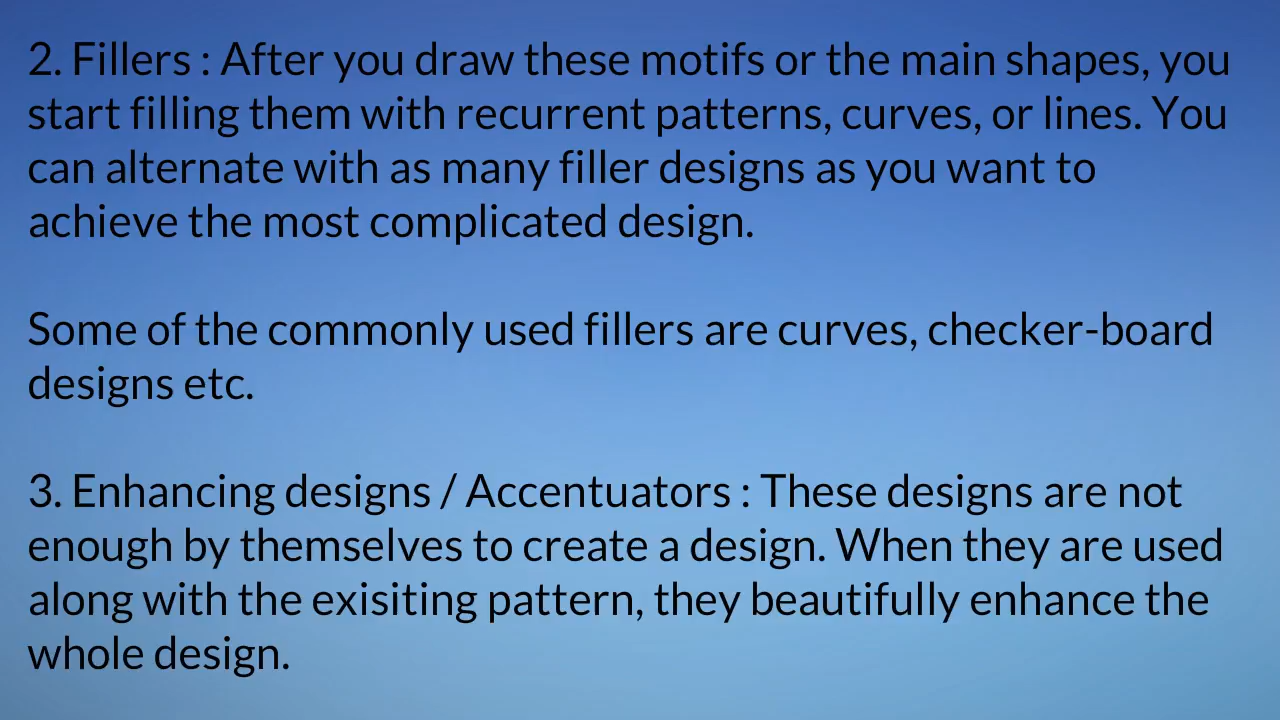 2. Fillers : After you draw these motifs or the main shapes, you
start filling them with recurrent patterns, curves, or lines. You
can alternate with as many filler designs as you want to
achieve the most complicated design.
Some of the commonly used fillers are curves, checker-board
designs etc.
3. Enhancing designs / Accentuators : These designs are not
enough by themselves to create a design. When they are used
along with the exisiting pattern, they beautifully enhance the
whole design.